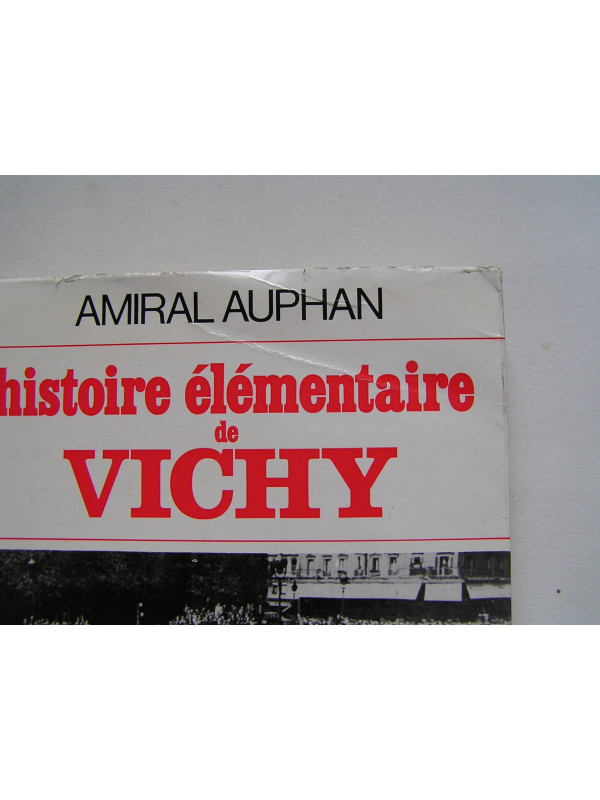 AMIRAL AUPHAN
histoire élémentaire
de
VICHY